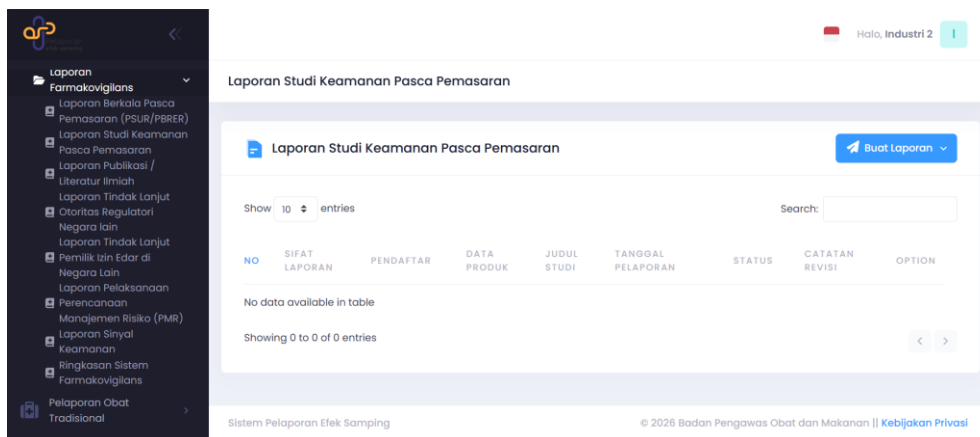 Halo, Industri 2
I
Laporan
Farmakovigilans
Laporan Berkala Pasca
Pemasaran (PSUR/PBRER)
Laporan Studi Keamanan
Pasca Pemasaran
Laporan Publikasi /
Literatur Ilmiah
Laporan Tindak Lanjut
Otoritas Regulatori
Negara lain
Laporan Tindak Lanjut
Pemilik Izin Edar di
Negara Lain
Laporan Pelaksanaan
Perencanaan
Manajemen Risiko (PMR)
Laporan Sinyal
Keamanan
Ringkasan Sistem
Farmakovigilans
Pelaporan Obat
Tradisional
Laporan Studi Keamanan Pasca Pemasaran
Laporan Studi Keamanan Pasca Pemasaran
Buat Laporan
Show 10 entries
Search:
NO
SIFAT
LAPORAN
PENDAFTAR
DATA
PRODUK
JUDUL
STUDI
TANGGAL
PELAPORAN
STATUS
CATATAN
REVISI
OPTION
No data available in table
Showing 0 to 0 of 0 entries
Sistem Pelaporan Efek Samping
© 2026 Badan Pengawas Obat dan Makanan || Kebijakan Privasi